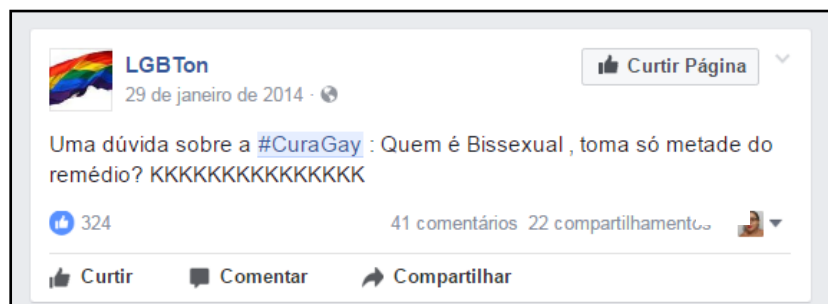 LGBTon
Curtir Página
29 de janeiro de 2014 ·
Uma dúvida sobre a #CuraGay : Quem é Bissexual , toma só metade do
remédio? KKKKKKKKKKKKKKK
324
41 comentários 22 compartilhamentos
Curtir Comentar Compartilhar